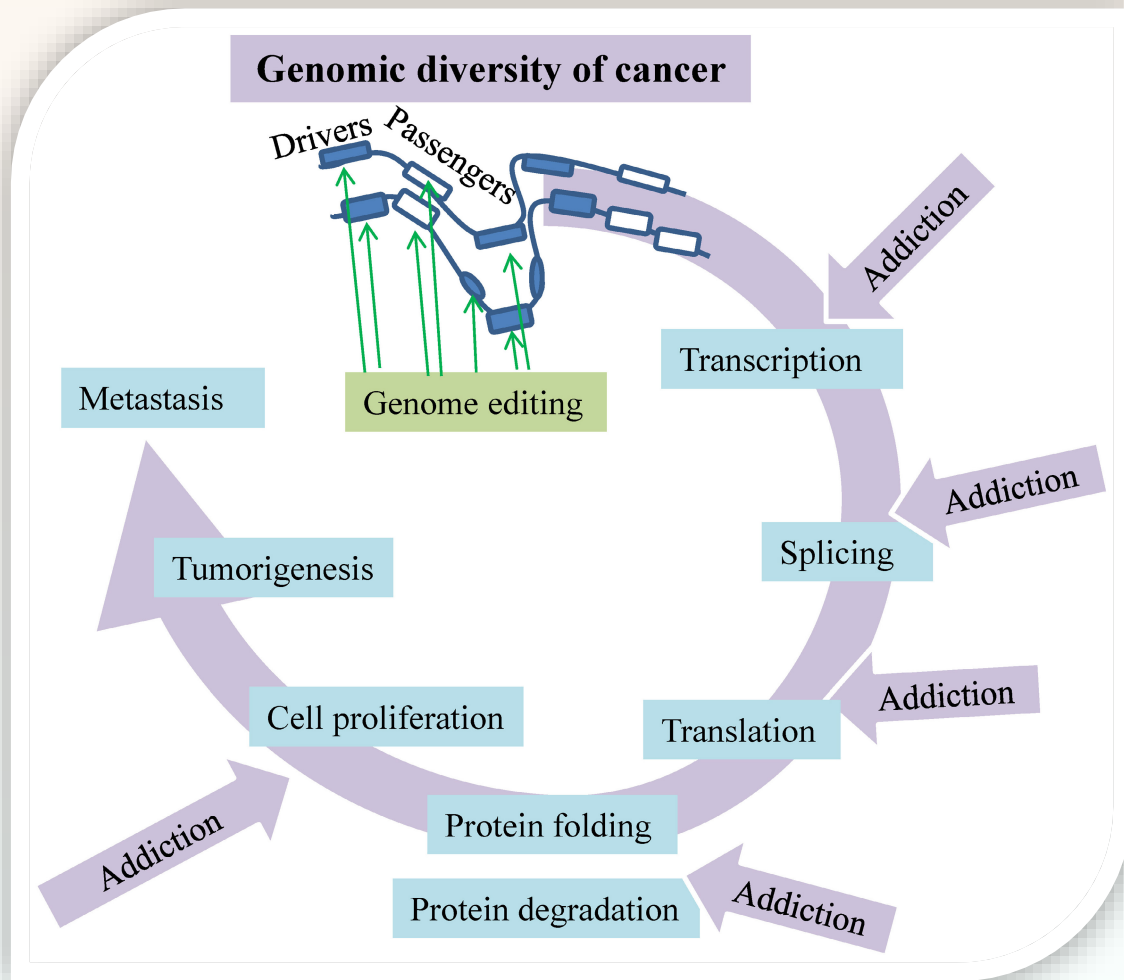 Genomic diversity of cancer
Drivers
Passengers
Addiction
Transcription
Genome editing
Metastasis
Addiction
Splicing
Tumorigenesis
Addiction
Translation
Cell proliferation
Protein folding
Addiction
Protein degradation
Addiction